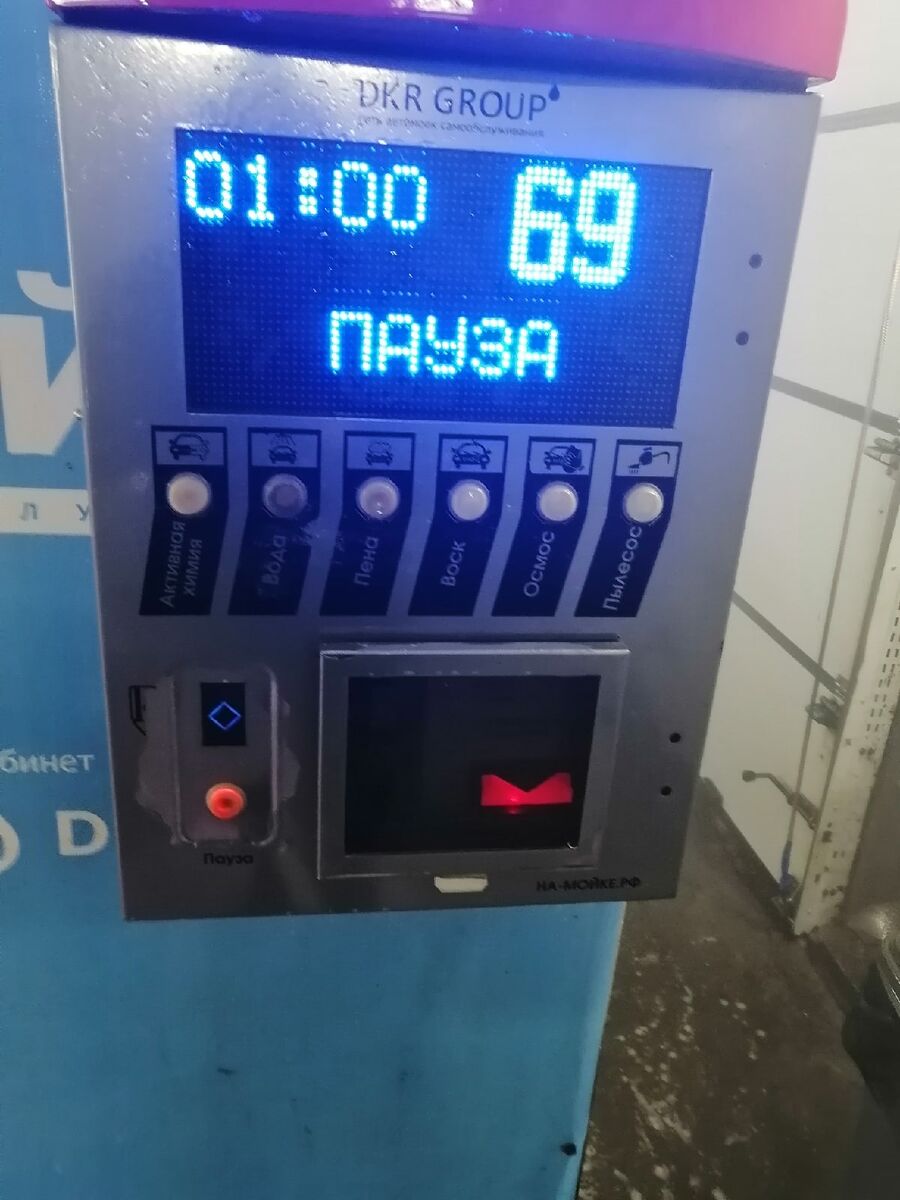 DKR GROUP
сеть автомоек самообслуживания
01:00 69
ПАУЗА
Активная
химия
Вода
Пена
Воск
Осмос
Пылесос
Пауза
НА-МОЙКЕ.РФ
Й
Л У
бинет
D